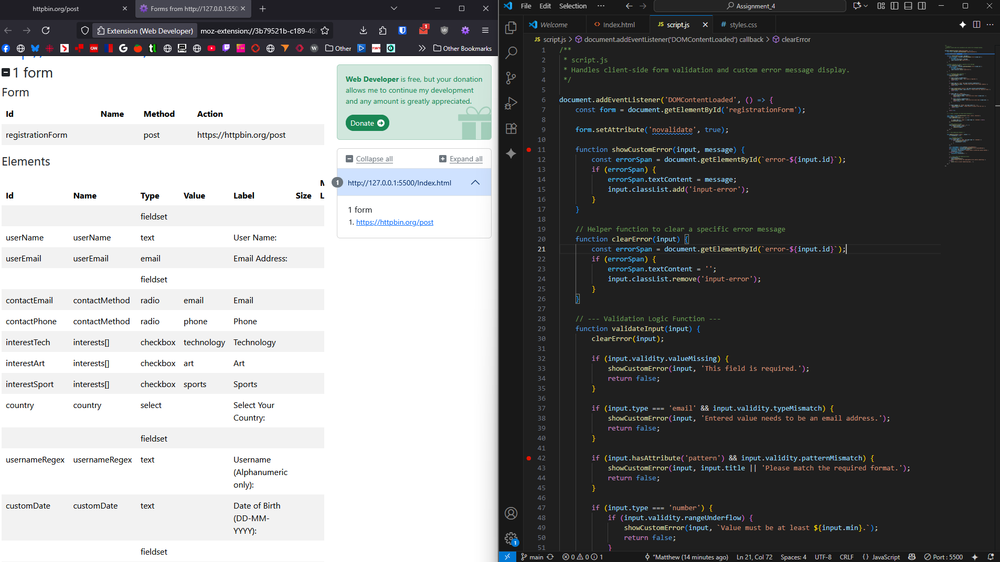 httpbin.org/post
Forms from http://127.0.0.1:550
Extension (Web Developer)
moz-extension://3b79521b-c189-48
1
Other
Other Bookmarks
1 form
Form
Id Name Method Action
registrationForm post https://httpbin.org/post
Elements
Id Name Type Value Label Size M
L
fieldset
userName userName text User Name:
userEmail userEmail email Email Address:
fieldset
contactEmail contactMethod radio email Email
contactPhone contactMethod radio phone Phone
interestTech interests[] checkbox technology Technology
interestArt interests[] checkbox art Art
interestSport interests[] checkbox sports Sports
country country select Select Your
Country:
fieldset
usernameRegex usernameRegex text Username
(Alphanumeric
only):
customDate customDate text Date of Birth
(DD-MM-
YYYY):
fieldset
Web Developer is free, but your donation
allows me to continue my development
and any amount is greatly appreciated.
Donate
Collapse all Expand all
1 http://127.0.0.1:5500/Index.html
1 form
1. https://httpbin.org/post
File Edit Selection ···
Assignment_4
Welcome
Index.html
JS script.js
# styles.css
JS script.js > document.addEventListener('DOMContentLoaded') callback > clearError
1 /**
2 * script.js
3 * Handles client-side form validation and custom error message display.
4 */
5
6 document.addEventListener('DOMContentLoaded', () => {
7 const form = document.getElementById('registrationForm');
8
9 form.setAttribute('novalidate', true);
10
11 function showCustomError(input, message) {
12 const errorSpan = document.getElementById(`error-${input.id}`);
13 if (errorSpan) {
14 errorSpan.textContent = message;
15 input.classList.add('input-error');
16 }
17 }
18
19 // Helper function to clear a specific error message
20 function clearError(input) {
21 const errorSpan = document.getElementById(`error-${input.id}`);
22 if (errorSpan) {
23 errorSpan.textContent = '';
24 input.classList.remove('input-error');
25 }
26 }
27
28 // --- Validation Logic Function ---
29 function validateInput(input) {
30 clearError(input);
31
32 if (input.validity.valueMissing) {
33 showCustomError(input, 'This field is required.');
34 return false;
35 }
36
37 if (input.type === 'email' && input.validity.typeMismatch) {
38 showCustomError(input, 'Entered value needs to be an email address.');
39 return false;
40 }
41
42 if (input.hasAttribute('pattern') && input.validity.patternMismatch) {
43 showCustomError(input, input.title || 'Please match the required format.');
44 return false;
45 }
46
47 if (input.type === 'number') {
48 if (input.validity.rangeUnderflow) {
49 showCustomError(input, `Value must be at least ${input.min}.`);
50 return false;
51 }
1
main 0 0 1 "Matthew (14 minutes ago) Ln 21, Col 72 Spaces: 4 UTF-8 CRLF {} JavaScript Port : 5500